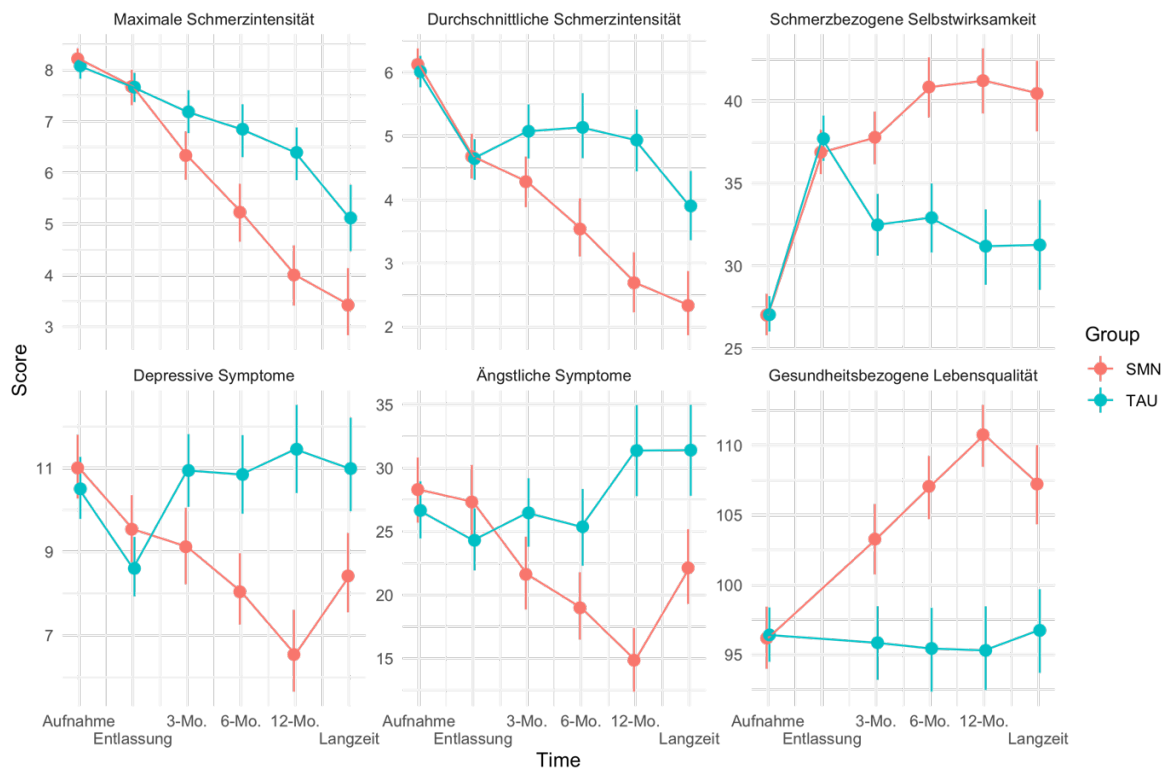 Maximale Schmerzintensität
Durchschnittliche Schmerzintensität
Schmerzbezogene Selbstwirksamkeit
8
7
6
5
4
3
6
5
4
3
2
40
35
30
25
Score
Group
SMN
TAU
Depressive Symptome
Ängstliche Symptome
Gesundheitsbezogene Lebensqualität
11
9
7
35
30
25
20
15
110
105
100
95
Aufnahme
Entlassung
3-Mo.
6-Mo.
12-Mo.
Langzeit
Aufnahme
Entlassung
3-Mo.
6-Mo.
12-Mo.
Langzeit
Aufnahme
Entlassung
3-Mo.
6-Mo.
12-Mo.
Langzeit
Time